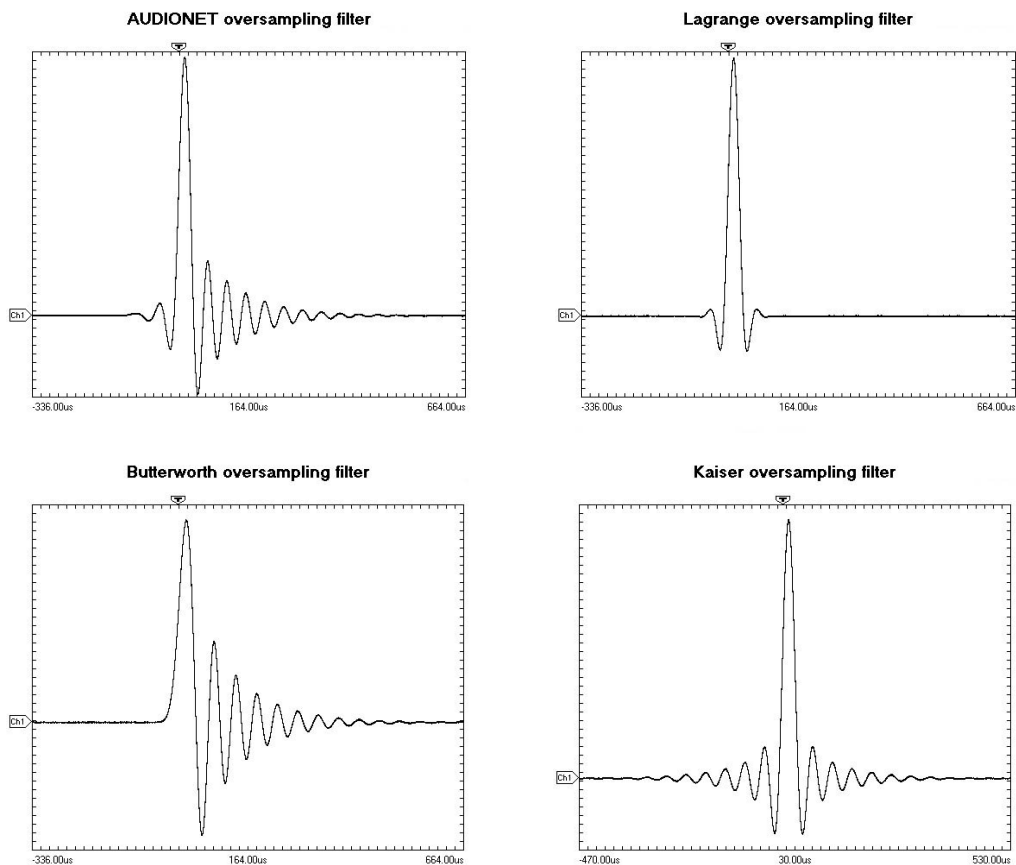 AUDIONET oversampling filter
Lagrange oversampling filter
T
T
Ch1
Ch1
-336.00us 164.00us 664.00us
-336.00us 164.00us 664.00us
Butterworth oversampling filter
Kaiser oversampling filter
T
T
Ch1
Ch1
-336.00us 164.00us 664.00us
-470.00us 30.00us 530.00us